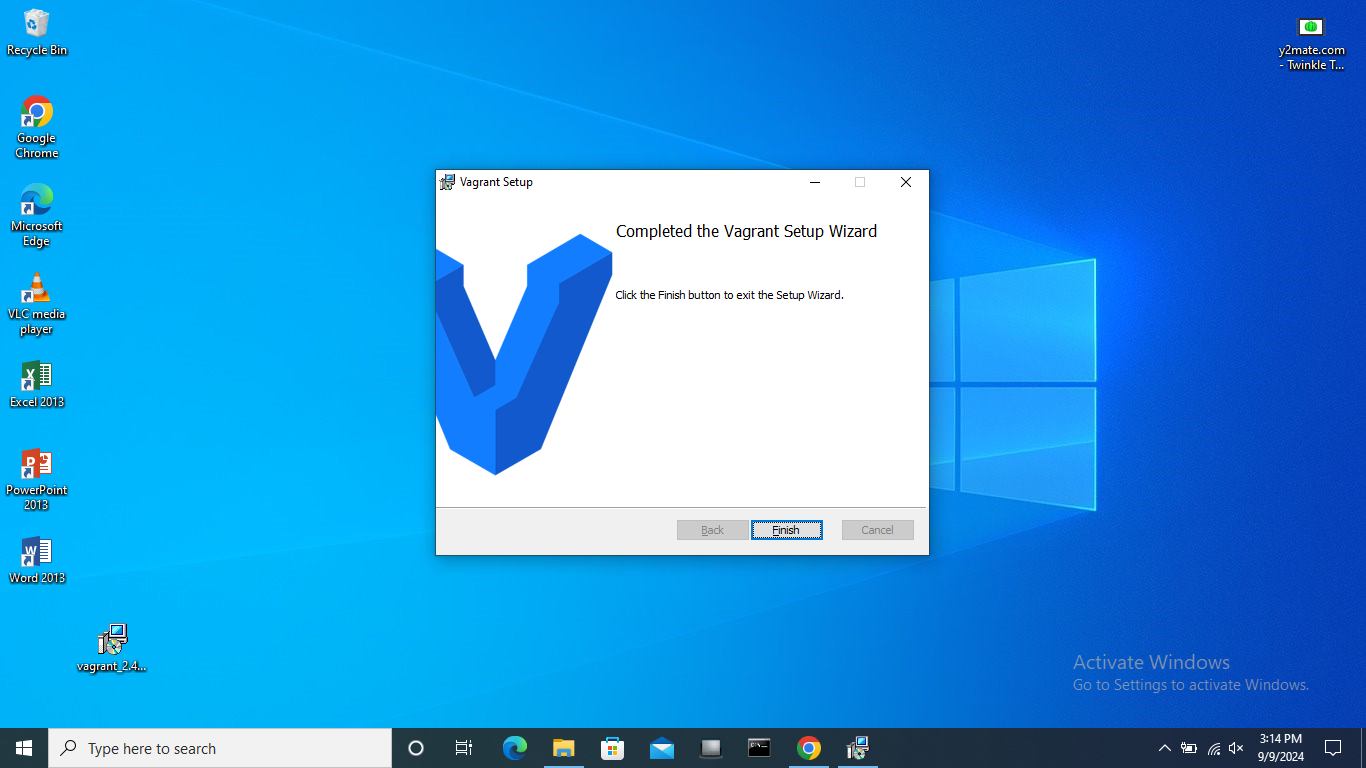 Recycle Bin
Google
Chrome
Microsoft
Edge
VLC media
player
Excel 2013
PowerPoint
2013
Word 2013
vagrant_2.4...
y2mate.com
- Twinkle T...
Vagrant Setup
Completed the Vagrant Setup Wizard
Click the Finish button to exit the Setup Wizard.
Back
Finish
Cancel
Activate Windows
Go to Settings to activate Windows.
Type here to search
3:14 PM
9/9/2024